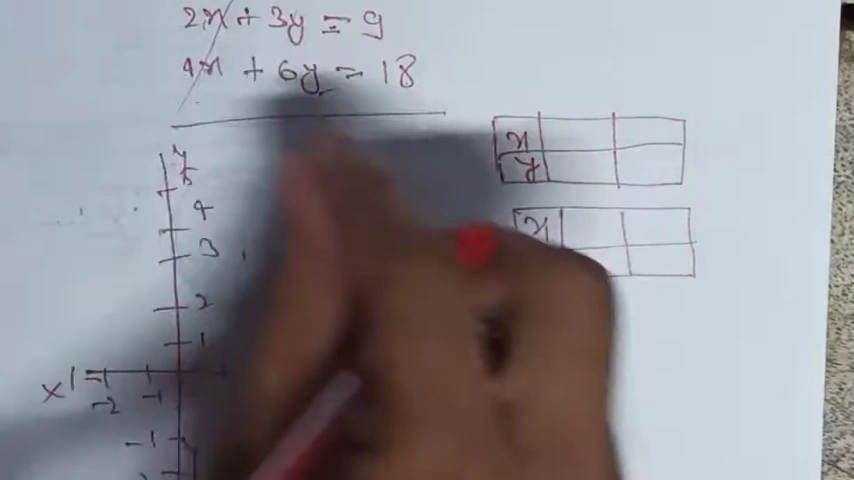 2x + 3y = 9
4x + 6y = 18
y
5
4
3
2
1
x'
-2 -1
-1
x
y
x